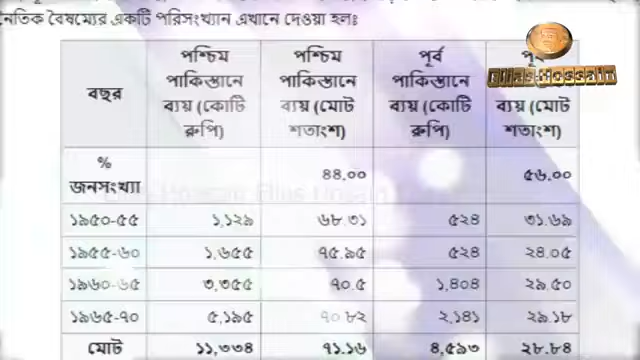 নৈতিক বৈষম্যের একটি পরিসংখ্যান এখানে দেওয়া হলঃ
Elias Hossain
বছর পশ্চিম পাকিস্তানে ব্যয় (কোটি রুপি) পশ্চিম পাকিস্তানে ব্যয় (মোট শতাংশ) পূর্ব পাকিস্তানে ব্যয় (কোটি রুপি) ব্যয় (মোট শতাংশ)
% জনসংখ্যা ৪৪.০০ ৫৬.০০
১৯৫০-৫৫ ১,১২৯ ৬৮.৩১ ৫২৪ ৩১.৬৯
১৯৫৫-৬০ ১,৬৫৫ ৭৫.৯৫ ৫২৪ ২৪.০৫
১৯৬০-৬৫ ৩,৩৫৫ ৭০.৫ ১,৪০৪ ২৯.৫০
১৯৬৫-৭০ ৫,১৯৫ ৭০.৮২ ২,১৪১ ২৯.১৮
মোট ১১,৩৩৪ ৭১.১৬ ৪,৫৯৩ ২৮.৮৪